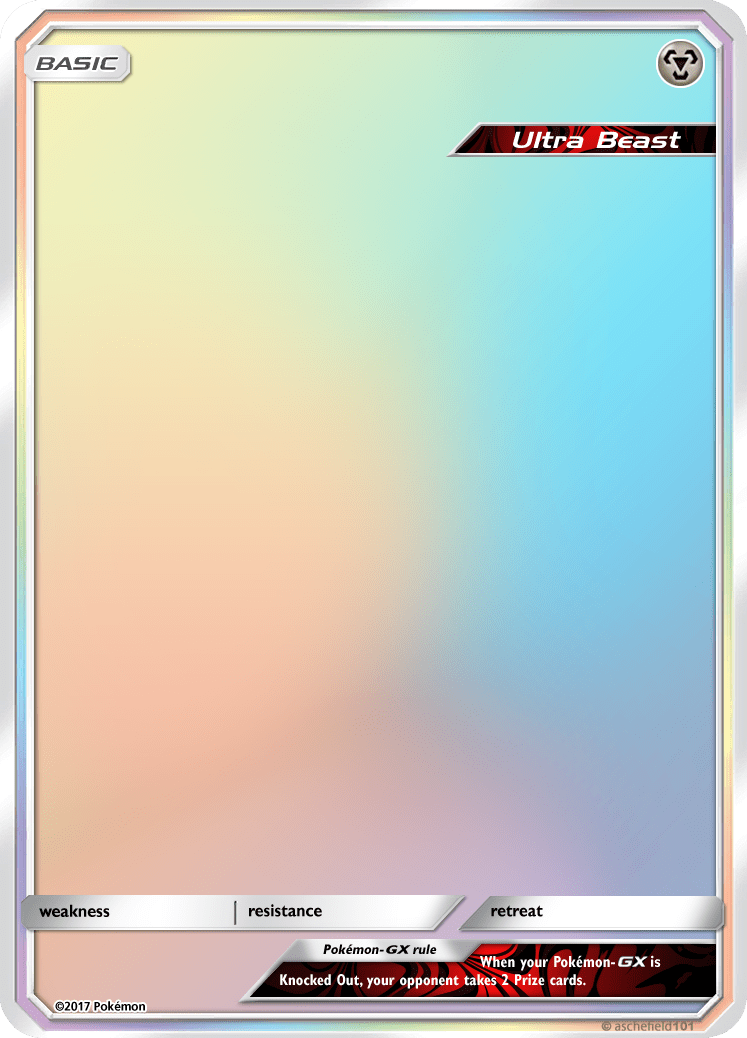 BASIC
Ultra Beast
weakness
resistance
retreat
Pokémon-GX rule
When your Pokémon-GX is
Knocked Out, your opponent takes 2 Prize cards.
©2017 Pokémon
© aschefield101